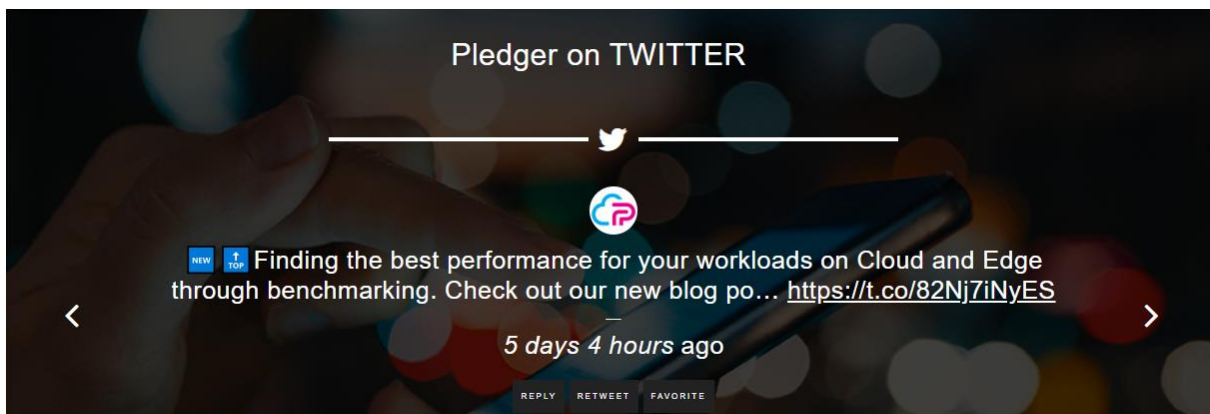 Pledger on TWITTER
🆕 🔝 Finding the best performance for your workloads on Cloud and Edge
through benchmarking. Check out our new blog po... https://t.co/82Nj7iNyES
—
5 days 4 hours ago
REPLY RETWEET FAVORITE